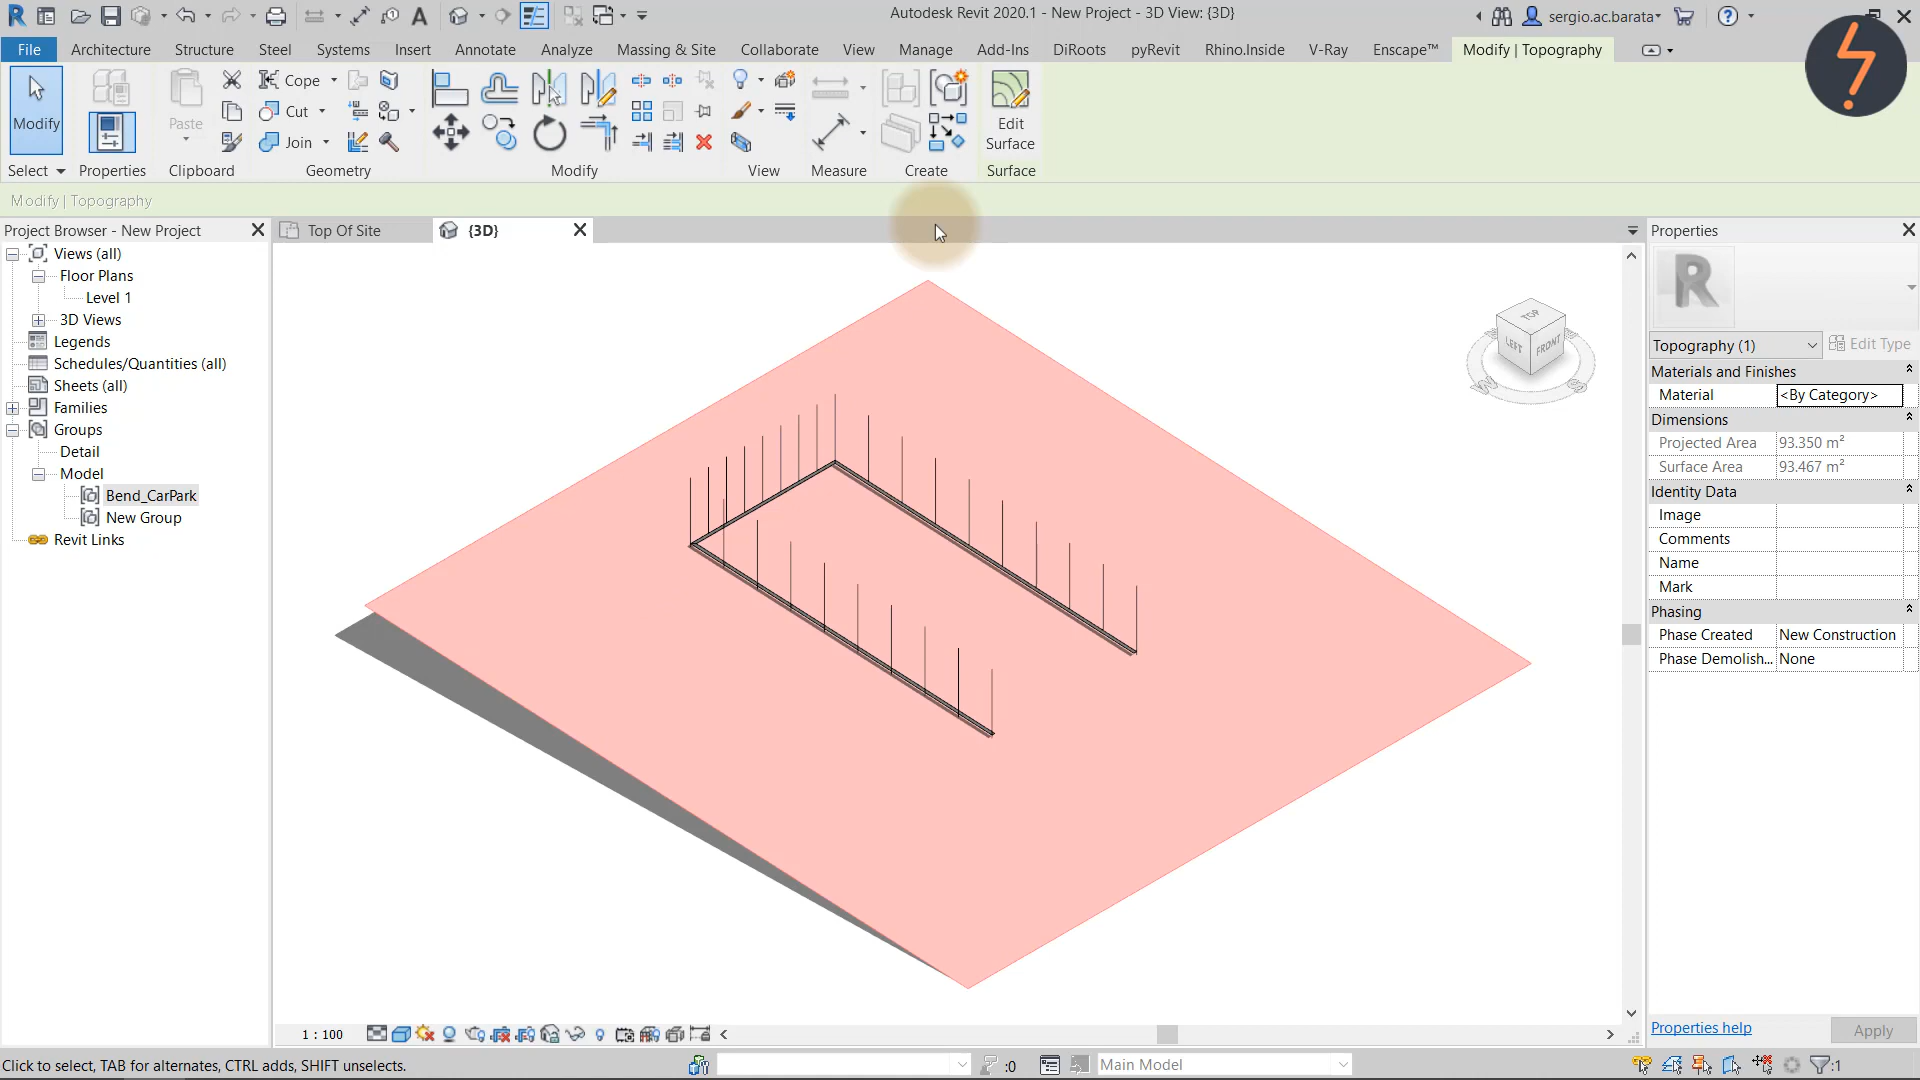 Autodesk Revit 2020.1 - New Project - 3D View: {3D}
sergio.ac.barata
File
Architecture
Structure
Steel
Systems
Insert
Annotate
Analyze
Massing & Site
Collaborate
View
Manage
Add-Ins
DiRoots
pyRevit
Rhino.Inside
V-Ray
Enscape™
Modify | Topography
Modify
Paste
Cope
Cut
Join
Edit
Surface
Select
Properties
Clipboard
Geometry
Modify
View
Measure
Create
Surface
Modify | Topography
Project Browser - New Project
Views (all)
Floor Plans
Level 1
3D Views
Legends
Schedules/Quantities (all)
Sheets (all)
Families
Groups
Detail
Model
Bend_CarPark
New Group
Revit Links
Top Of Site
{3D}
TOP
LEFT
FRONT
W
S
Properties
R
Topography (1)
Edit Type
Materials and Finishes
Material <By Category>
Dimensions
Projected Area 93.350 m²
Surface Area 93.467 m²
Identity Data
Image
Comments
Name
Mark
Phasing
Phase Created New Construction
Phase Demolish... None
Properties help
Apply
1 : 100
Click to select, TAB for alternates, CTRL adds, SHIFT unselects.
:0
Main Model
:1